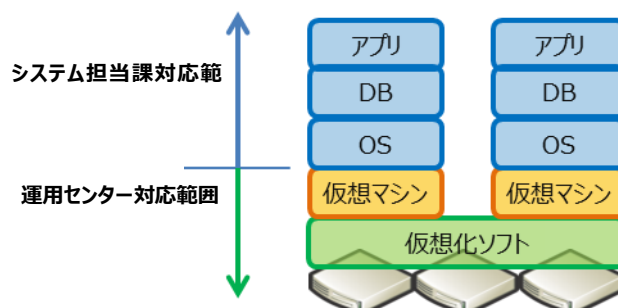 アプリ アプリ
システム担当課対応範
DB DB
OS OS
運用センター対応範囲 仮想マシン 仮想マシン
仮想化ソフト